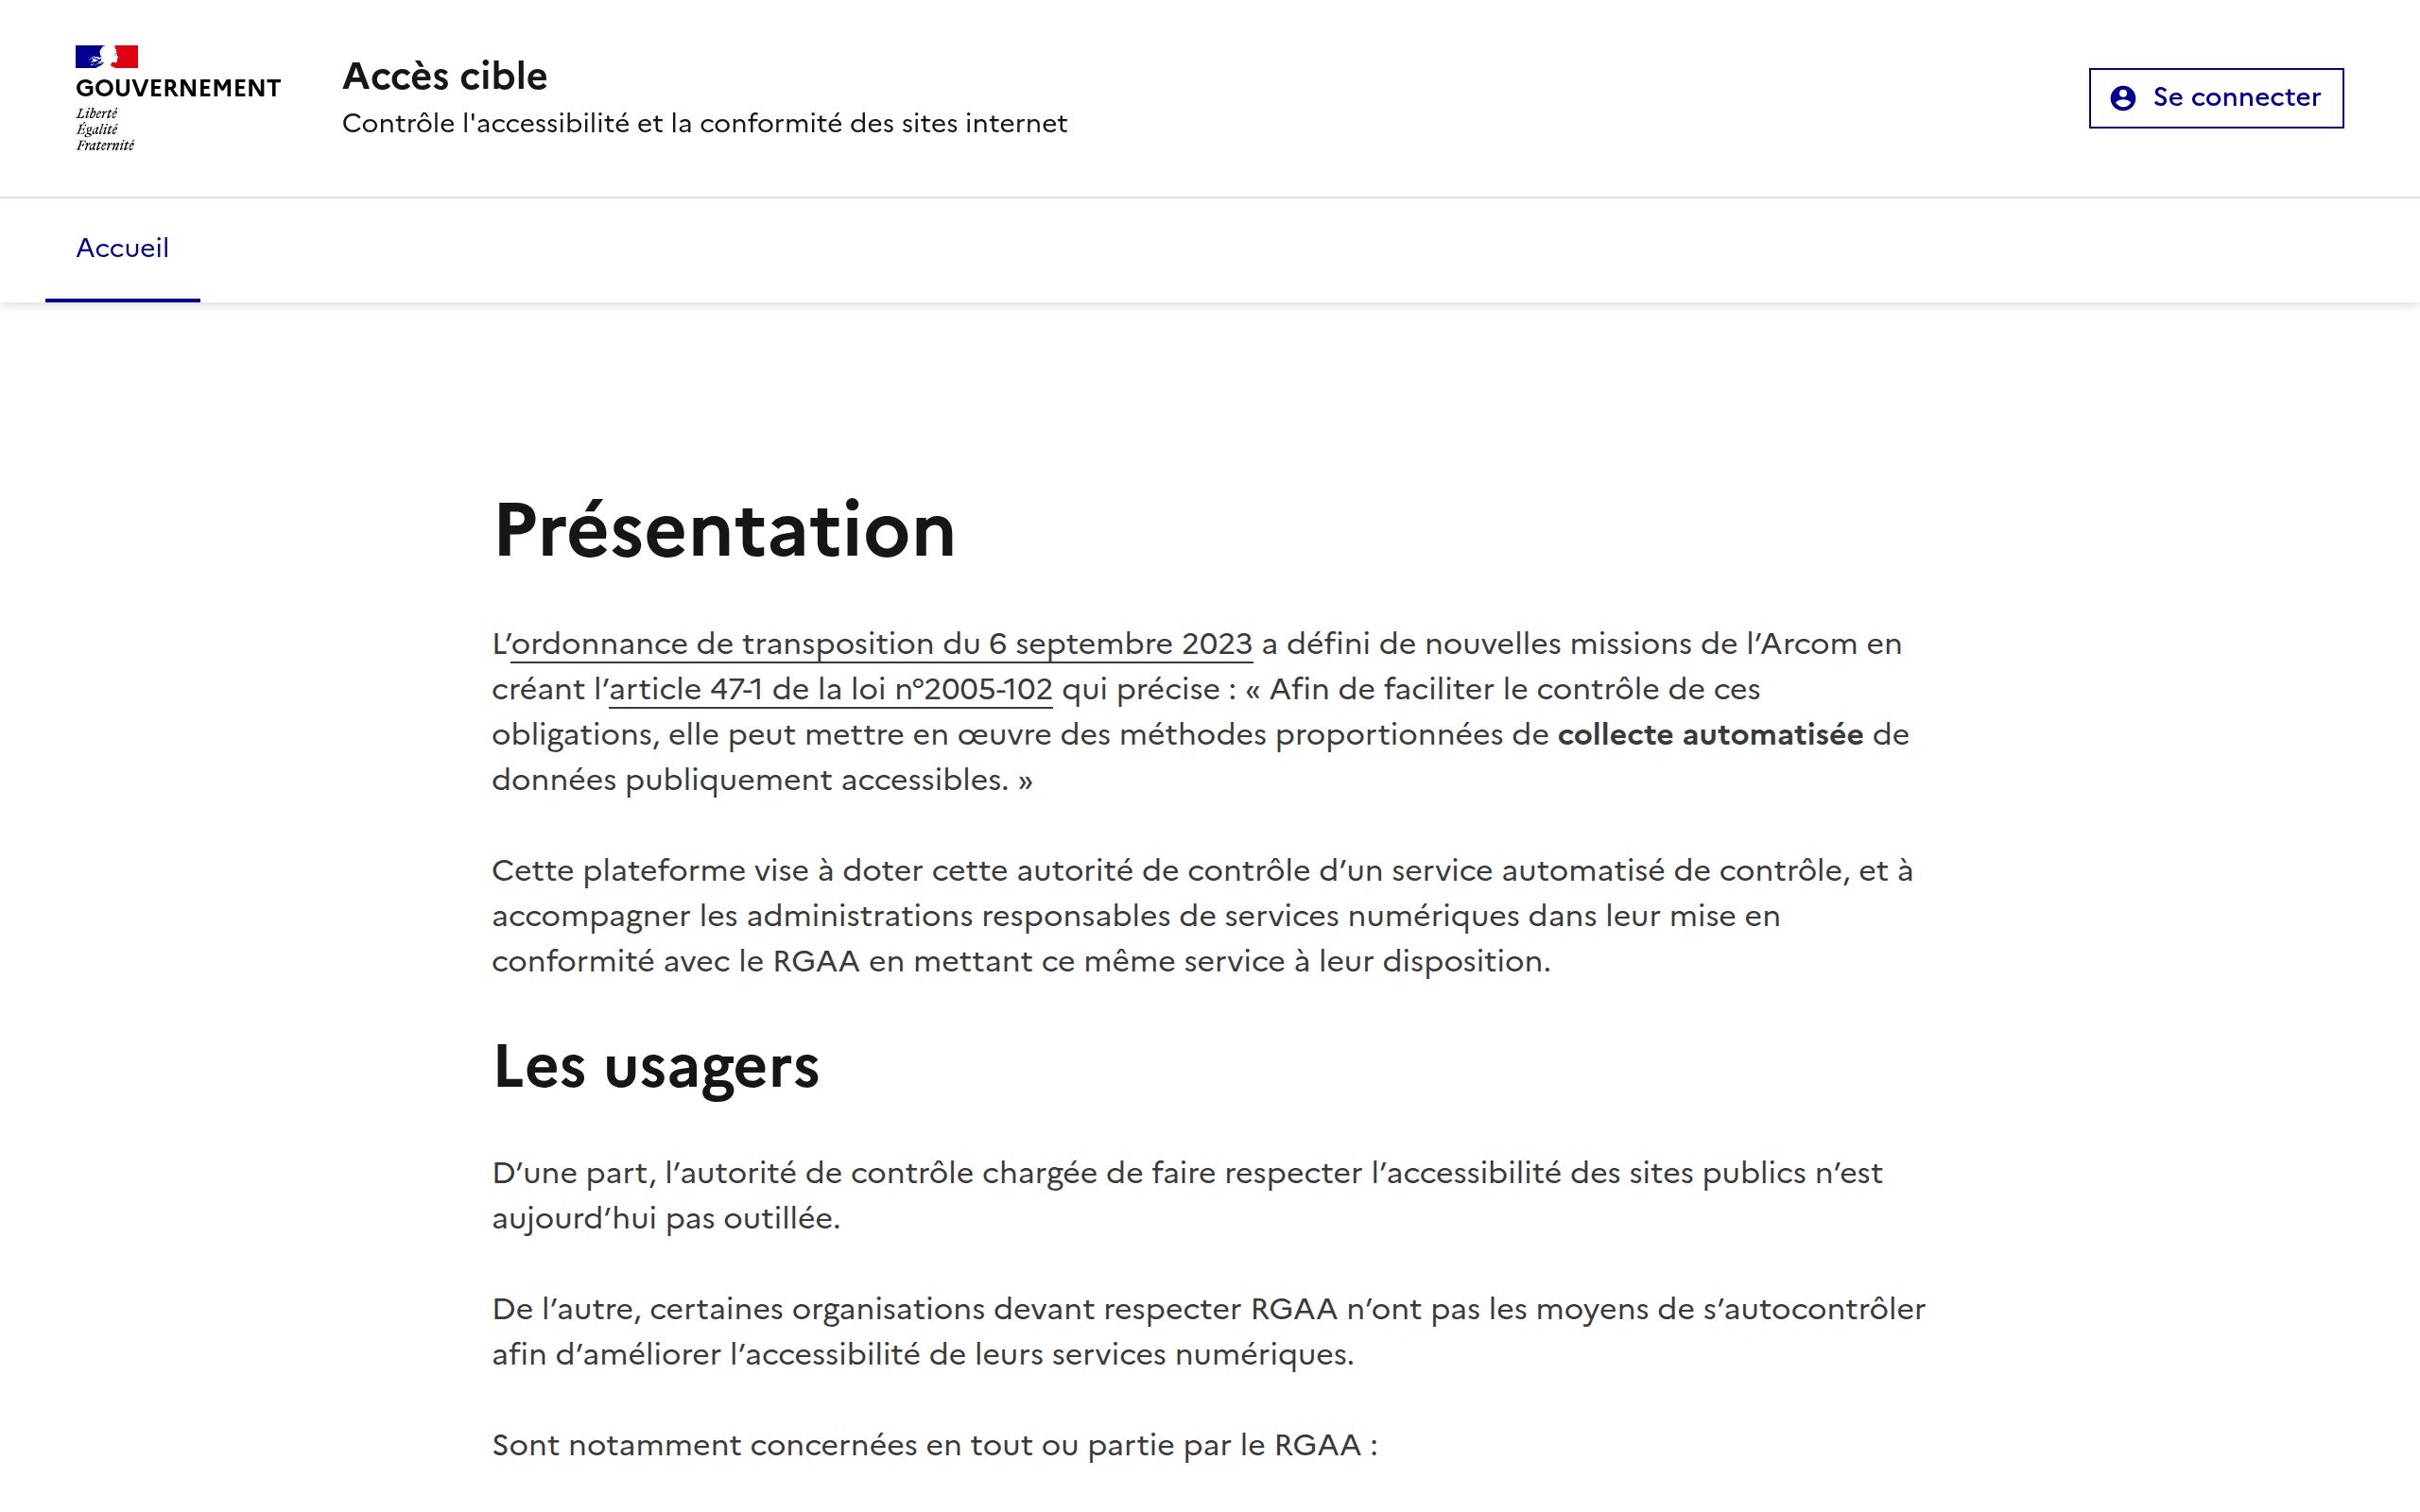 GOUVERNEMENT
Liberté
Égalité
Fraternité
Accès cible
Contrôle l'accessibilité et la conformité des sites internet
Se connecter
Accueil
Présentation
L’ordonnance de transposition du 6 septembre 2023 a défini de nouvelles missions de l’Arcom en
créant l’article 47-1 de la loi n°2005-102 qui précise : « Afin de faciliter le contrôle de ces
obligations, elle peut mettre en œuvre des méthodes proportionnées de collecte automatisée de
données publiquement accessibles. »
Cette plateforme vise à doter cette autorité de contrôle d’un service automatisé de contrôle, et à
accompagner les administrations responsables de services numériques dans leur mise en
conformité avec le RGAA en mettant ce même service à leur disposition.
Les usagers
D’une part, l’autorité de contrôle chargée de faire respecter l’accessibilité des sites publics n’est
aujourd’hui pas outillée.
De l’autre, certaines organisations devant respecter RGAA n’ont pas les moyens de s’autocontrôler
afin d’améliorer l’accessibilité de leurs services numériques.
Sont notamment concernées en tout ou partie par le RGAA :